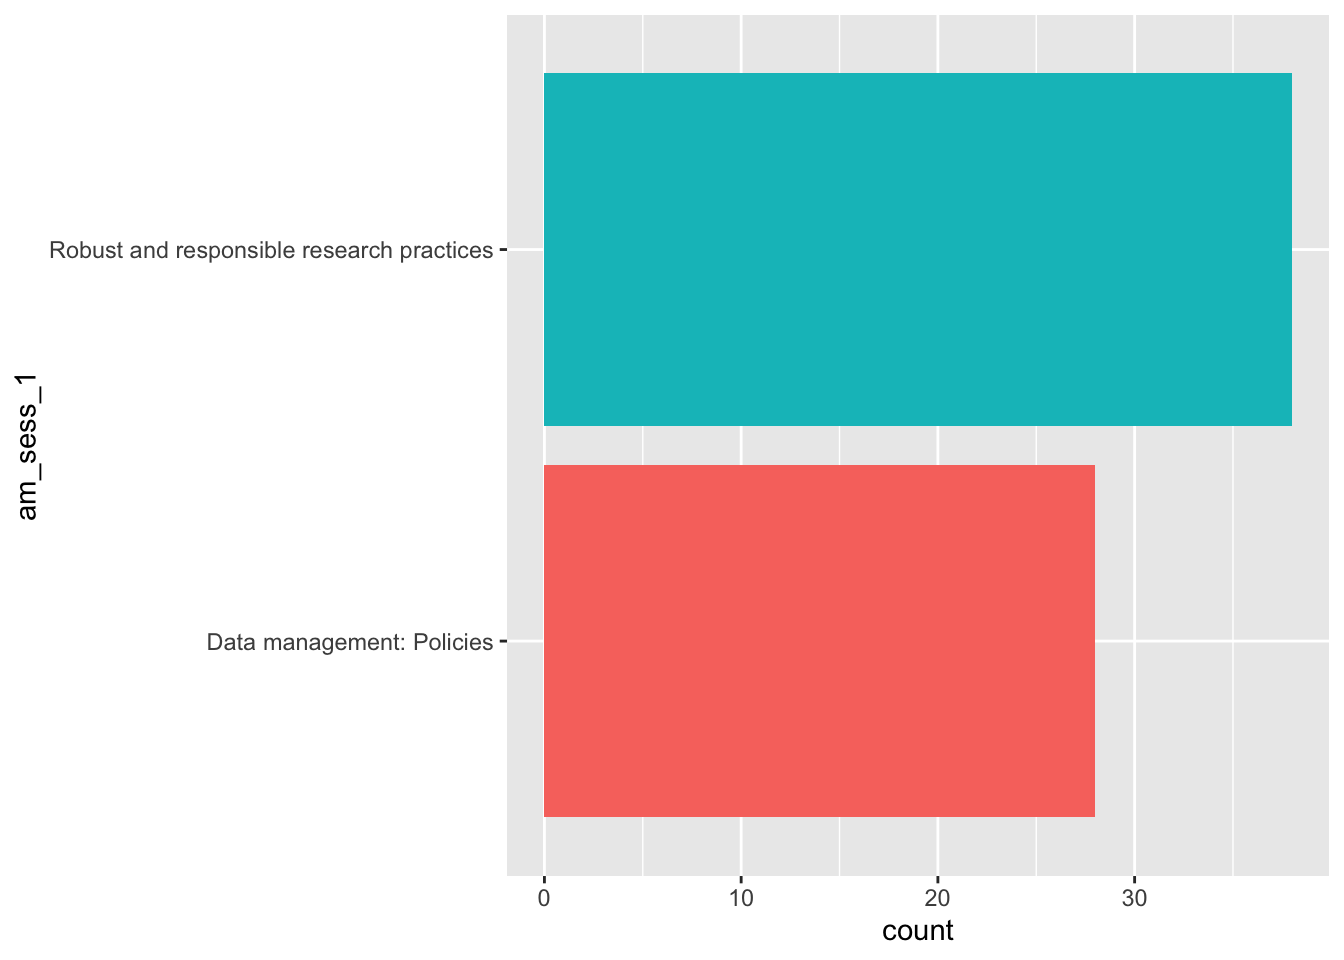 Robust and responsible research practices
am_sess_1
Data management: Policies
0 10 20 30
count